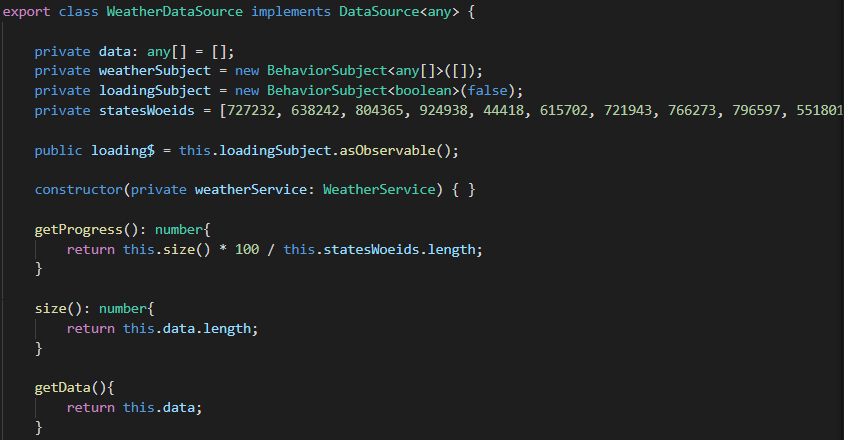 export class WeatherDataSource implements DataSource<any> {
private data: any[] = [];
private weatherSubject = new BehaviorSubject<any[]>([]);
private loadingSubject = new BehaviorSubject<boolean>(false);
private statesWoeids = [727232, 638242, 804365, 924938, 44418, 615702, 721943, 766273, 796597, 551801
public loading$ = this.loadingSubject.asObservable();
constructor(private weatherService: WeatherService) { }
getProgress(): number{
return this.size() * 100 / this.statesWoeids.length;
}
size(): number{
return this.data.length;
}
getData(){
return this.data;
}